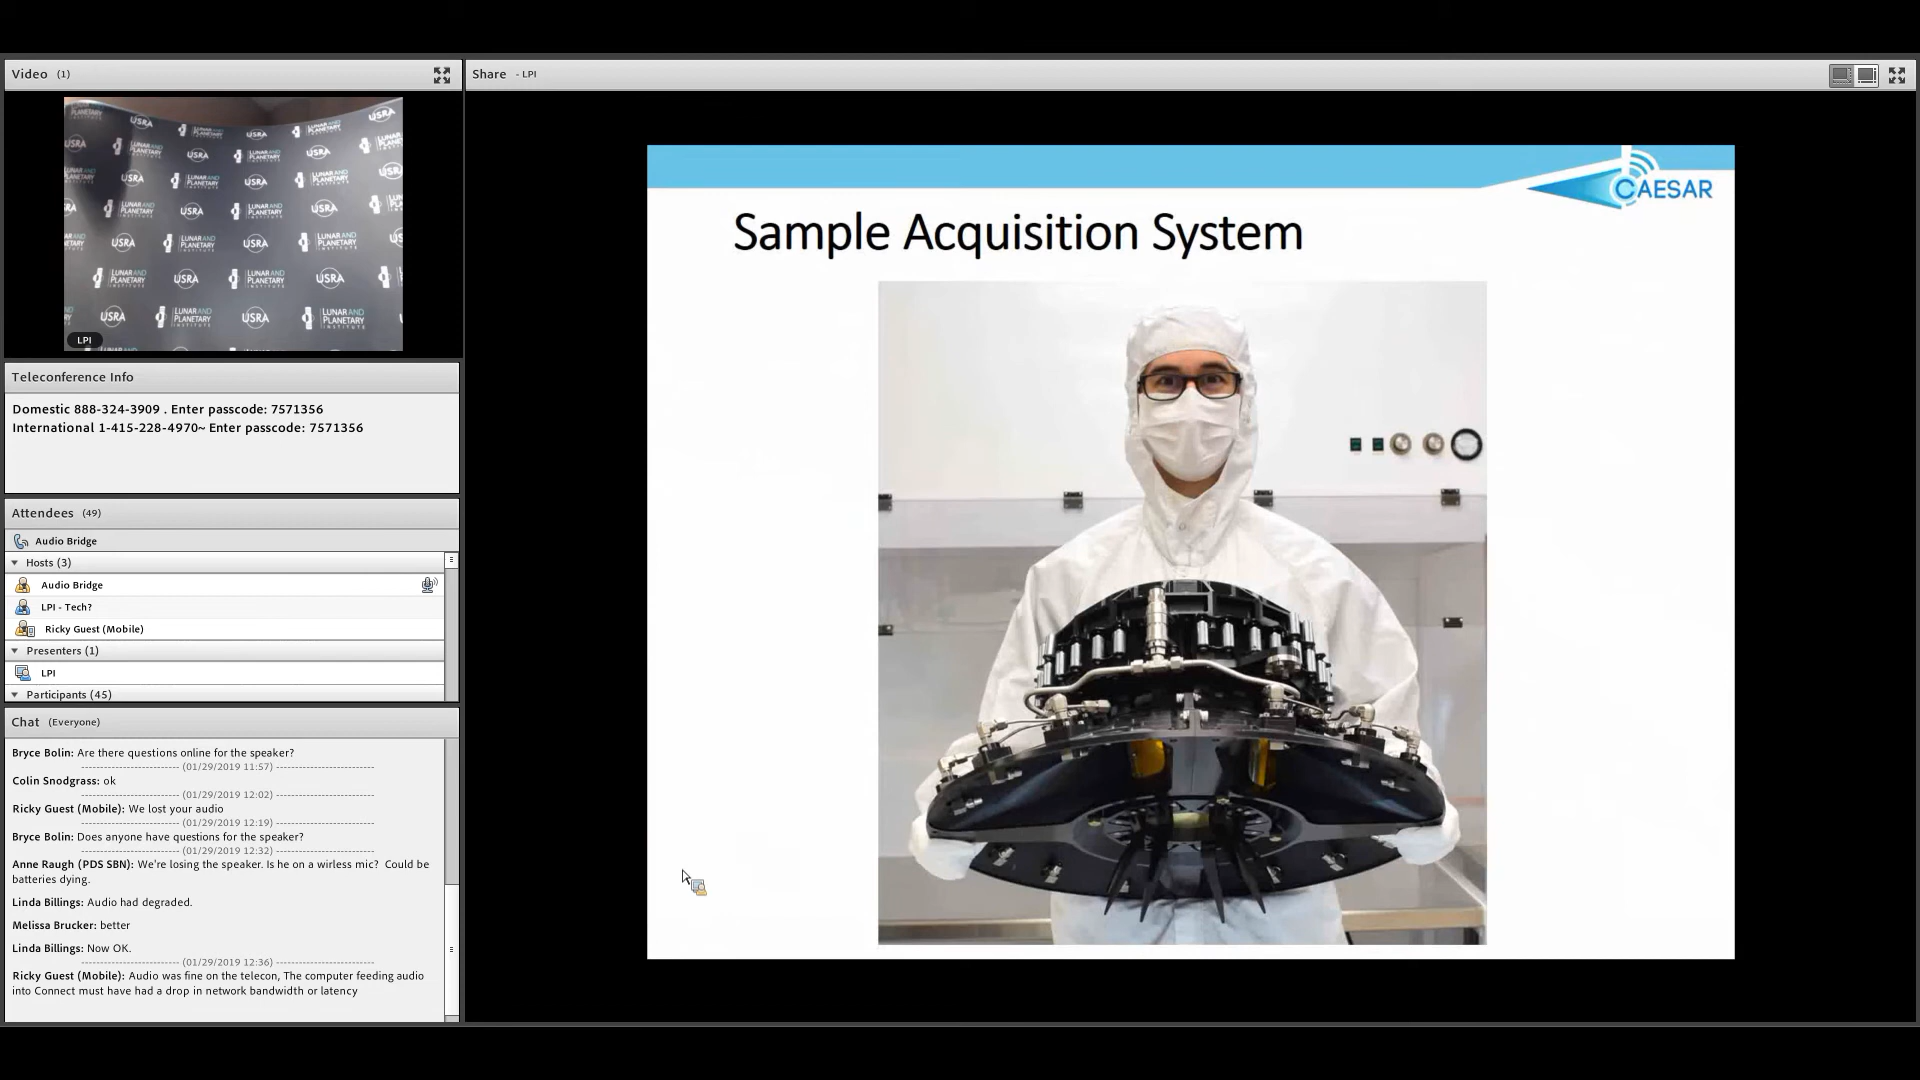 Video (1)
USRA
LUNAR AND
PLANETARY
INSTITUTE
LPI
Teleconference Info
Domestic 888-324-3909 . Enter passcode: 7571356
International 1-415-228-4970~ Enter passcode: 7571356
Attendees (49)
Audio Bridge
Hosts (3)
Audio Bridge
LPI - Tech?
Ricky Guest (Mobile)
Presenters (1)
LPI
Participants (45)
Chat (Everyone)
Bryce Bolin: Are there questions online for the speaker?
-------------------------- (01/29/2019 11:57) --------------------------
Colin Snodgrass: ok
-------------------------- (01/29/2019 12:02) --------------------------
Ricky Guest (Mobile): We lost your audio
-------------------------- (01/29/2019 12:19) --------------------------
Bryce Bolin: Does anyone have questions for the speaker?
-------------------------- (01/29/2019 12:32) --------------------------
Anne Raugh (PDS SBN): We're losing the speaker. Is he on a wirless mic? Could be
batteries dying.
Linda Billings: Audio had degraded.
Melissa Brucker: better
Linda Billings: Now OK.
-------------------------- (01/29/2019 12:36) --------------------------
Ricky Guest (Mobile): Audio was fine on the telecon, The computer feeding audio
into Connect must have had a drop in network bandwidth or latency
Share - LPI
CAESAR
Sample Acquisition System